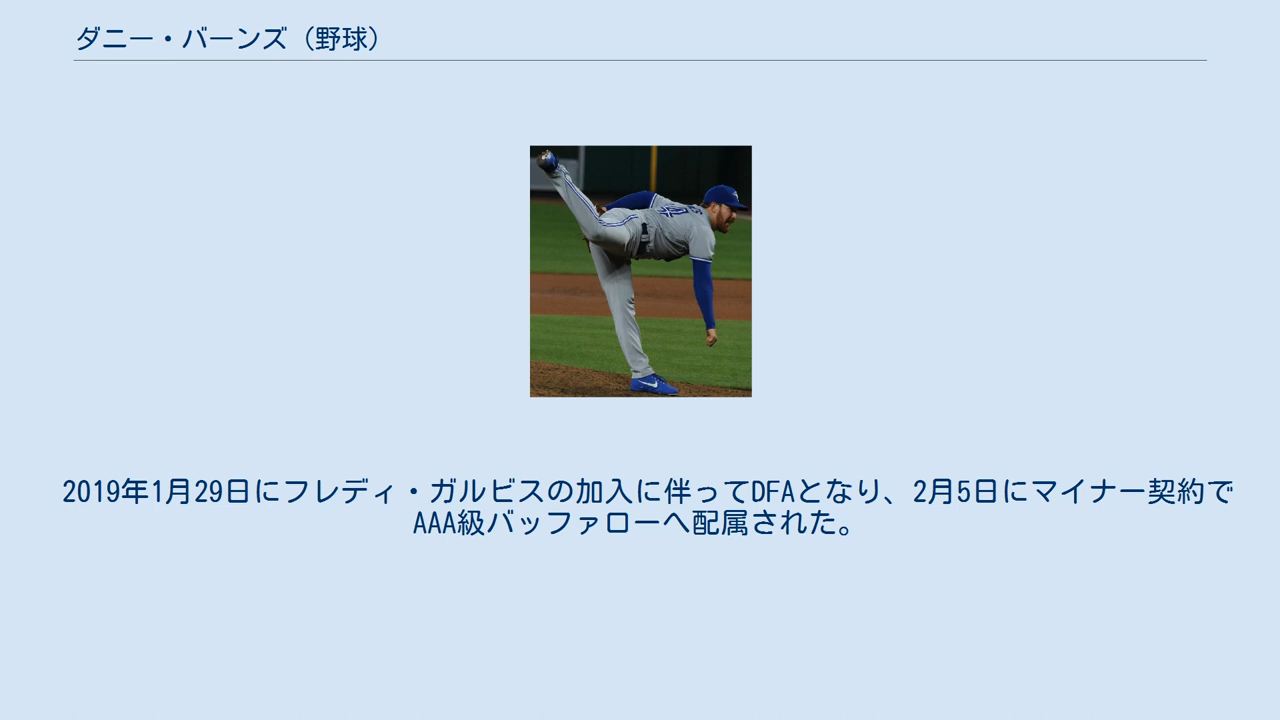 ダニー・バーンズ（野球）
2019年1月29日にフレディ・ガルビスの加入に伴ってDFAとなり、2月5日にマイナー契約で
AAA級バッファローへ配属された。